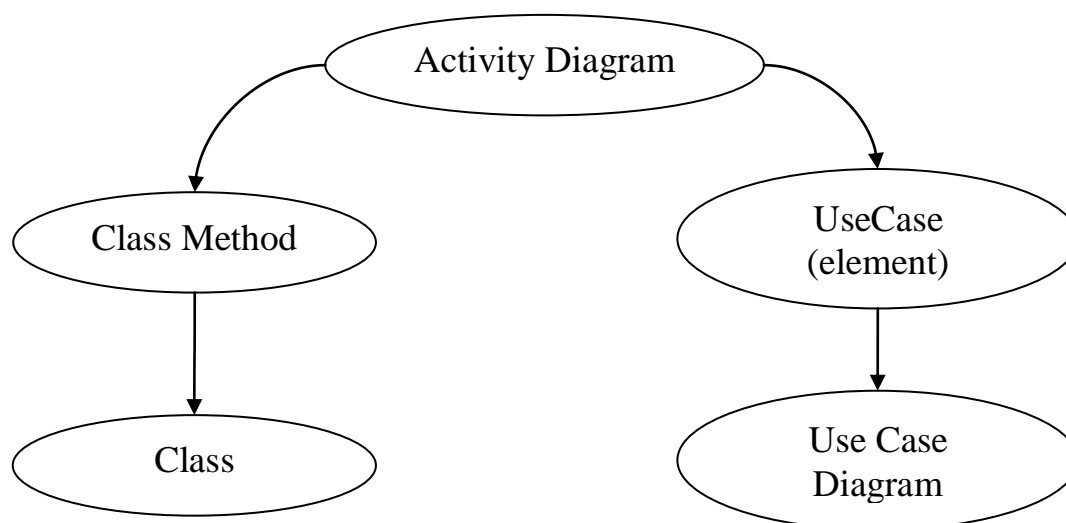 Activity Diagram
Class Method
UseCase
(element)
Class
Use Case
Diagram